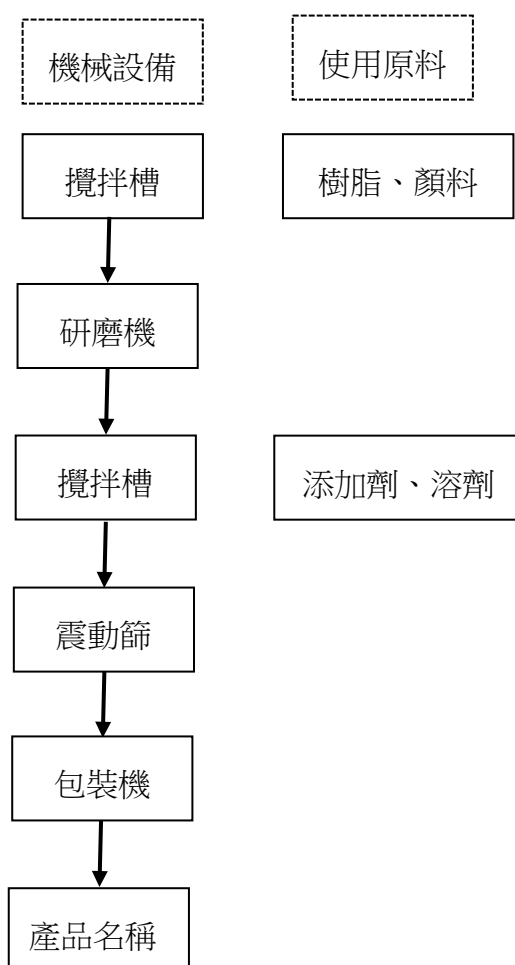 機械設備
使用原料
攪拌槽
樹脂、顏料
研磨機
攪拌槽
添加劑、溶劑
震動篩
包裝機
產品名稱